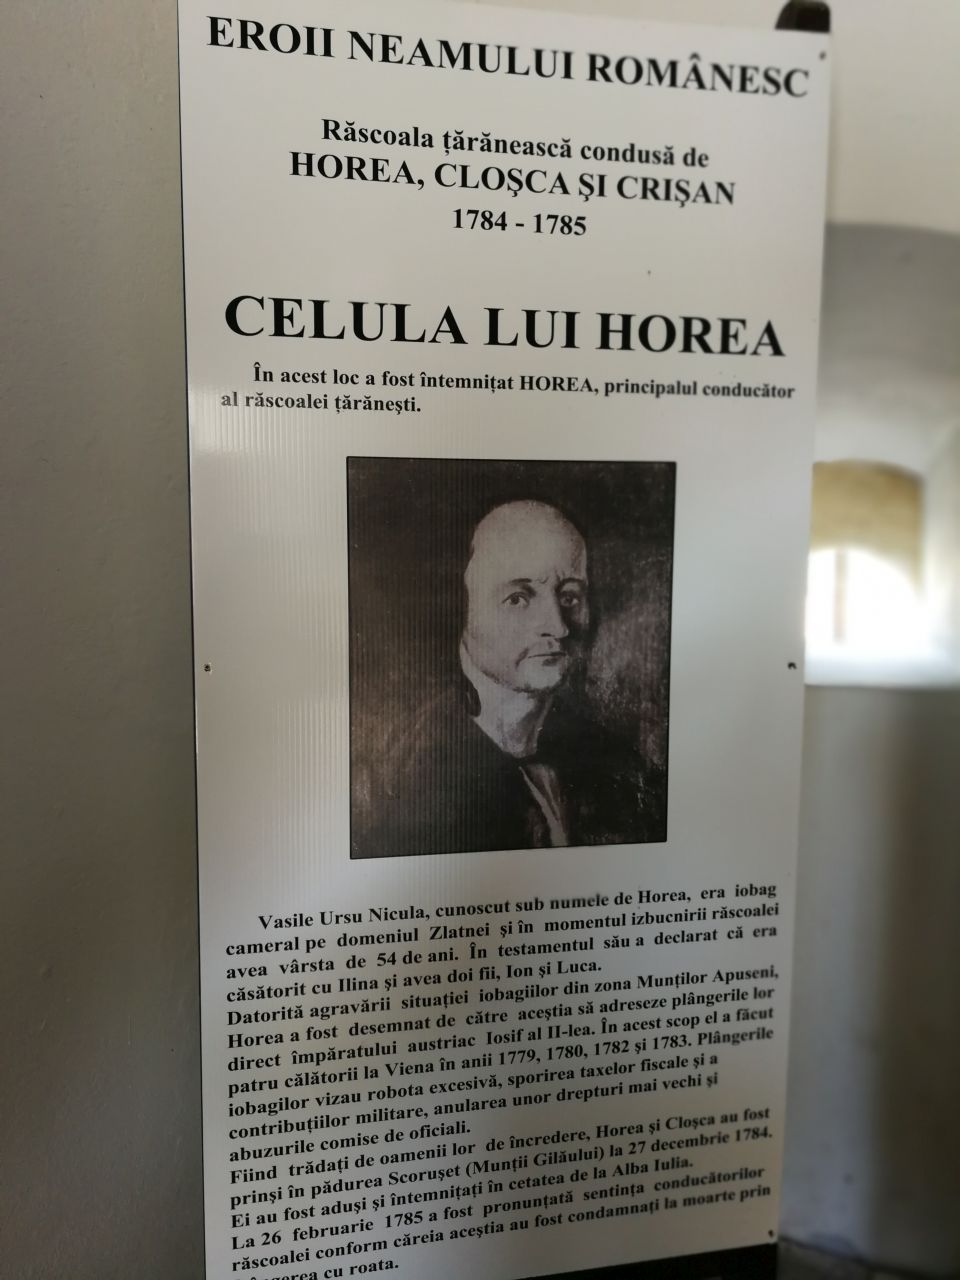 EROII NEAMULUI ROMÂNESC
Răscoala ţărănească condusă de
HOREA, CLOŞCA ŞI CRIŞAN
1784 - 1785
CELULA LUI HOREA
În acest loc a fost întemniţat HOREA, principalul conducător
al răscoalei ţărăneşti.
Vasile Ursu Nicula, cunoscut sub numele de Horea, era iobag
cameral pe domeniul Zlatnei şi în momentul izbucnirii răscoalei
avea vârsta de 54 de ani. În testamentul său a declarat că era
căsătorit cu Ilina şi avea doi fii, Ion şi Luca.
Datorită agravării situaţiei iobagiilor din zona Munţilor Apuseni,
Horea a fost desemnat de către aceştia să adreseze plângerile lor
direct împăratului austriac Iosif al II-lea. În acest scop el a făcut
patru călătorii la Viena în anii 1779, 1780, 1782 şi 1783. Plângerile
iobagilor vizau robota excesivă, sporirea taxelor fiscale şi a
contribuţiilor militare, anularea unor drepturi mai vechi şi
abuzurile comise de oficiali.
Fiind trădaţi de oamenii lor de încredere, Horea şi Cloşca au fost
prinşi în pădurea Scoruşet (Munţii Gilăului) la 27 decembrie 1784.
Ei au fost aduşi şi întemniţaţi în cetatea de la Alba Iulia.
La 26 februarie 1785 a fost pronunţată sentinţa conducătorilor
răscoalei conform căreia aceştia au fost condamnaţi la moarte prin
cu roata.